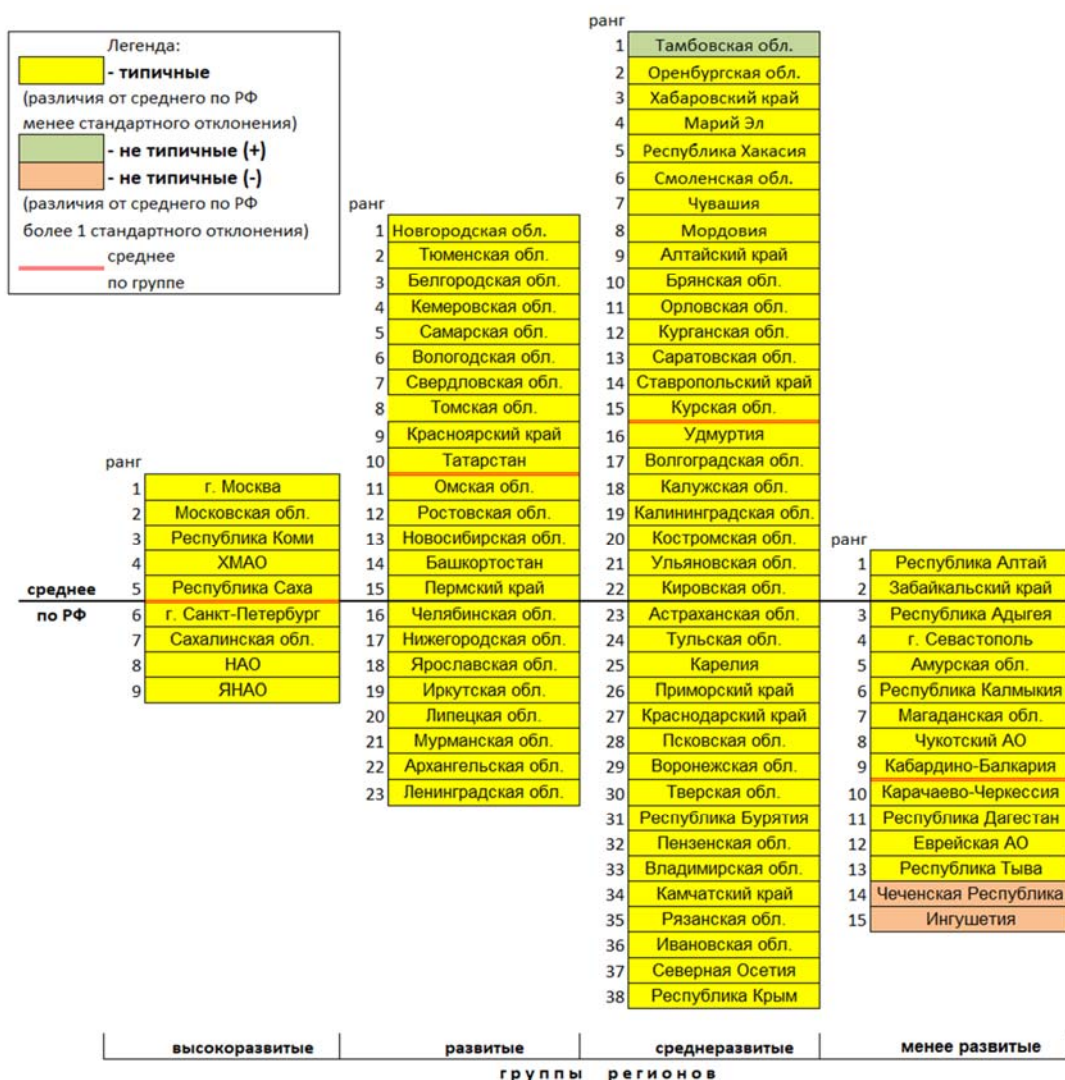 Легенда:
- типичные
(различия от среднего по РФ
менее стандартного отклонения)
- не типичные (+)
- не типичные (-)
(различия от среднего по РФ
более 1 стандартного отклонения)
среднее
по группе
ранг
1 г. Москва
2 Московская обл.
3 Республика Коми
4 ХМАО
5 Республика Саха
6 г. Санкт-Петербург
7 Сахалинская обл.
8 НАО
9 ЯНАО
среднее
по РФ
ранг
1 Новгородская обл.
2 Тюменская обл.
3 Белгородская обл.
4 Кемеровская обл.
5 Самарская обл.
6 Вологодская обл.
7 Свердловская обл.
8 Томская обл.
9 Красноярский край
10 Татарстан
11 Омская обл.
12 Ростовская обл.
13 Новосибирская обл.
14 Башкортостан
15 Пермский край
16 Челябинская обл.
17 Нижегородская обл.
18 Ярославская обл.
19 Иркутская обл.
20 Липецкая обл.
21 Мурманская обл.
22 Архангельская обл.
23 Ленинградская обл.
ранг
1 Тамбовская обл.
2 Оренбургская обл.
3 Хабаровский край
4 Марий Эл
5 Республика Хакасия
6 Смоленская обл.
7 Чувашия
8 Мордовия
9 Алтайский край
10 Брянская обл.
11 Орловская обл.
12 Курганская обл.
13 Саратовская обл.
14 Ставропольский край
15 Курская обл.
16 Удмуртия
17 Волгоградская обл.
18 Калужская обл.
19 Калининградская обл.
20 Костромская обл.
21 Ульяновская обл.
22 Кировская обл.
23 Астраханская обл.
24 Тульская обл.
25 Карелия
26 Приморский край
27 Краснодарский край
28 Псковская обл.
29 Воронежская обл.
30 Тверская обл.
31 Республика Бурятия
32 Пензенская обл.
33 Владимирская обл.
34 Камчатский край
35 Рязанская обл.
36 Ивановская обл.
37 Северная Осетия
38 Республика Крым
ранг
1 Республика Алтай
2 Забайкальский край
3 Республика Адыгея
4 г. Севастополь
5 Амурская обл.
6 Республика Калмыкия
7 Магаданская обл.
8 Чукотский АО
9 Кабардино-Балкария
10 Карачаево-Черкессия
11 Республика Дагестан
12 Еврейская АО
13 Республика Тыва
14 Чеченская Республика
15 Ингушетия
высокоразвитые развитые среднеразвитые менее развитые
группы регионов